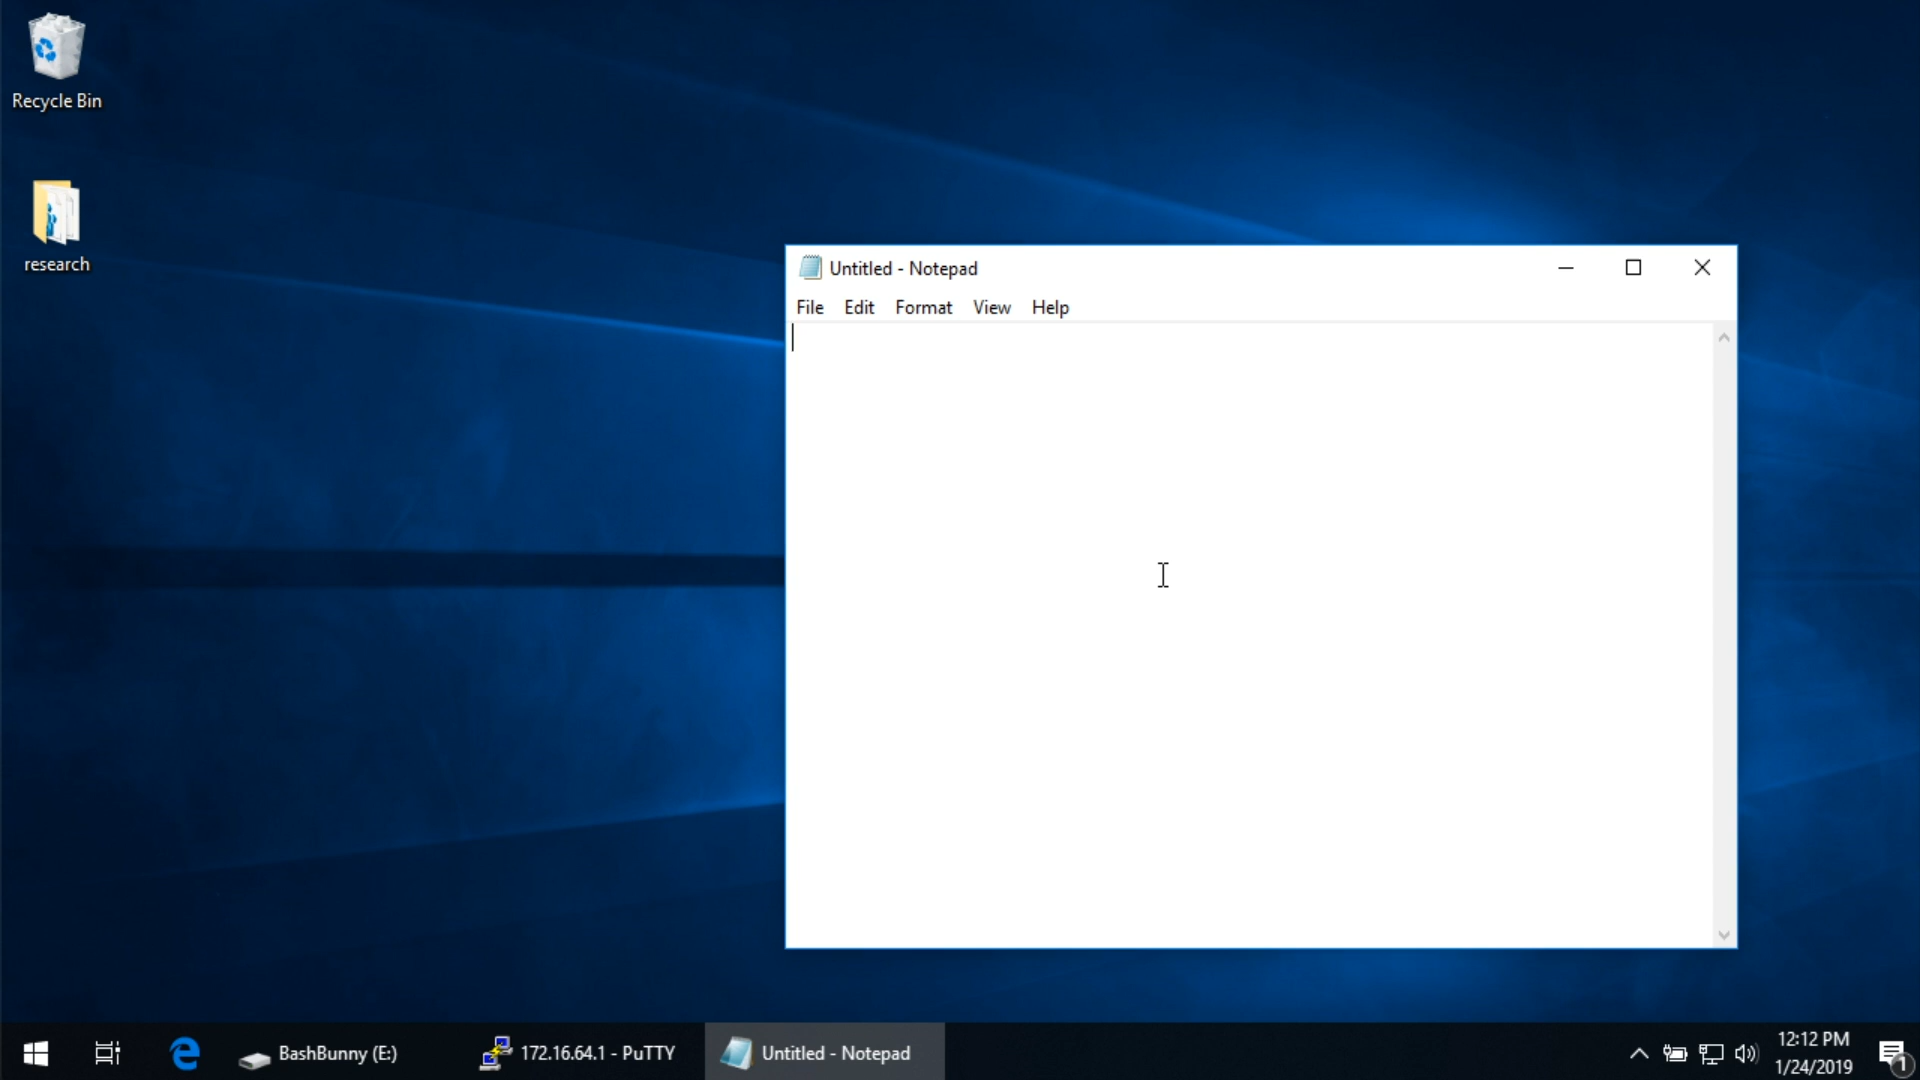 Recycle Bin
research
Untitled - Notepad
File Edit Format View Help
BashBunny (E:)
172.16.64.1 - PuTTY
Untitled - Notepad
12:12 PM
1/24/2019
1